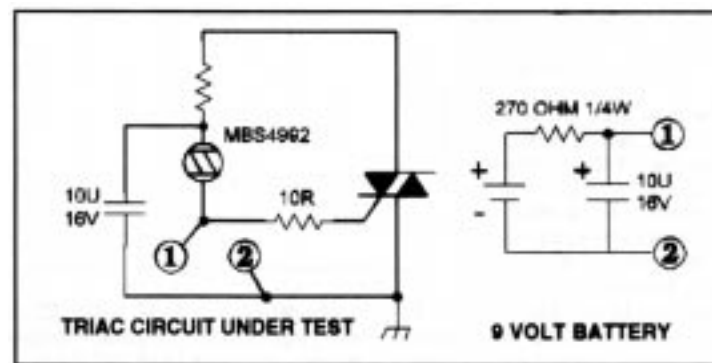 MBS4992
10U
16V
10R
1
2
TRIAC CIRCUIT UNDER TEST
270 OHM 1/4W
+
-
+
10U
16V
1
2
9 VOLT BATTERY